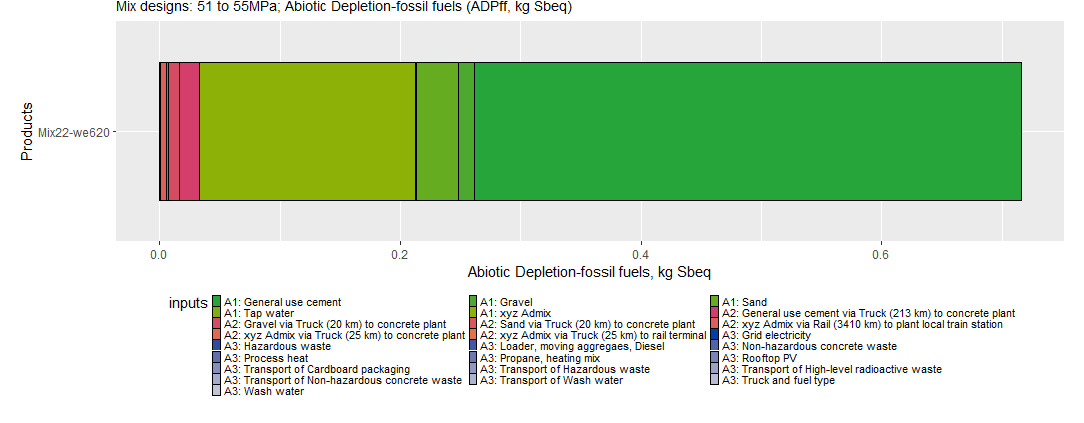 Mix designs: 51 to 55MPa; Abiotic Depletion-fossil fuels (ADPff, kg Sbeq)
Products
Mix22-we620
0.0 0.2 0.4 0.6
Abiotic Depletion-fossil fuels, kg Sbeq
inputs
A1: General use cement A1: Gravel A1: Sand
A1: Tap water A1: xyz Admix A2: General use cement via Truck (213 km) to concrete plant
A2: Gravel via Truck (20 km) to concrete plant A2: Sand via Truck (20 km) to concrete plant A2: xyz Admix via Rail (3410 km) to plant local train station
A2: xyz Admix via Truck (25 km) to concrete plant A2: xyz Admix via Truck (25 km) to rail terminal A3: Grid electricity
A3: Hazardous waste A3: Loader, moving aggregaes, Diesel A3: Non-hazardous concrete waste
A3: Process heat A3: Propane, heating mix A3: Rooftop PV
A3: Transport of Cardboard packaging A3: Transport of Hazardous waste A3: Transport of High-level radioactive waste
A3: Transport of Non-hazardous concrete waste A3: Transport of Wash water A3: Truck and fuel type
A3: Wash water